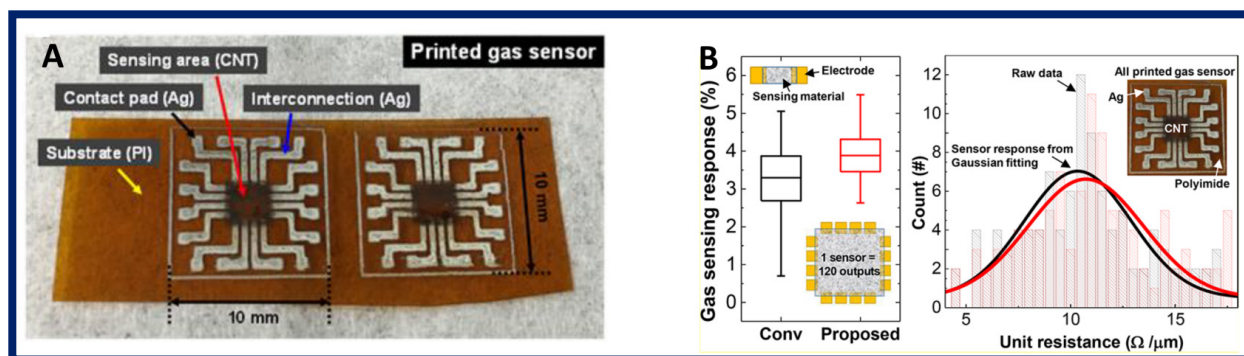 A
Printed gas sensor
Sensing area (CNT)
Contact pad (Ag)
Interconnection (Ag)
Substrate (PI)
10 mm
10 mm
B
Gas sensing response (%)
6
5
4
3
2
1
0
Electrode
Sensing material
1 sensor =
120 outputs
Conv
Proposed
Count (#)
12
10
8
6
4
2
0
Raw data
All printed gas sensor
Ag
CNT
Sensor response from
Gaussian fitting
Polyimide
5
10
15
Unit resistance (Ω /μm)